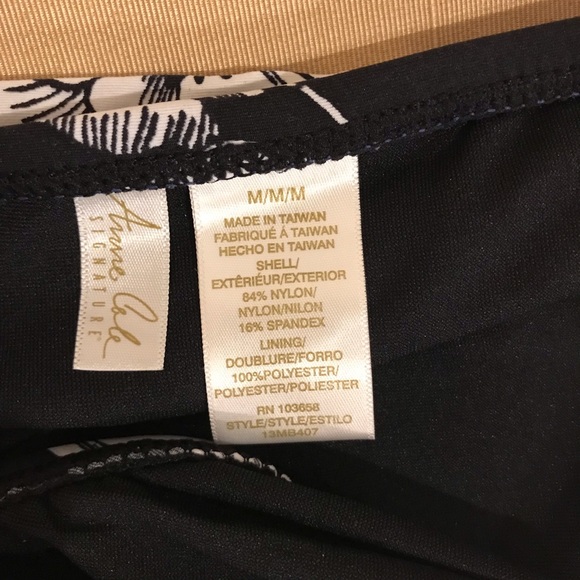 Anne Cole
SIGNATURE®
M/M/M
MADE IN TAIWAN
FABRIQUÉ À TAIWAN
HECHO EN TAIWAN
SHELL/
EXTÉRIEUR/EXTERIOR
84% NYLON/
NYLON/NILON
16% SPANDEX
LINING/
DOUBLURE/FORRO
100%POLYESTER/
POLYESTER/POLIESTER
RN 103658
STYLE/STYLE/ESTILO
13MB407